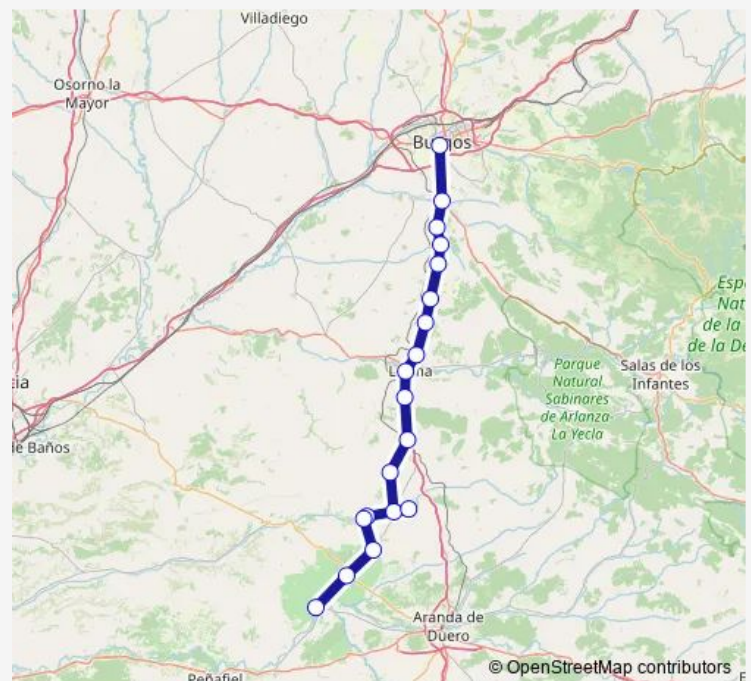 Villadiego
Osorno la
Mayor
Burgos
Esp
Nat
de la
de la De
Parque
Natural
Sabinares
de Arlanza-
La Yecla
Salas de los
Infantes
cia
de Baños
Aranda de
Duero
Peñafiel
© OpenStreetMap contributors